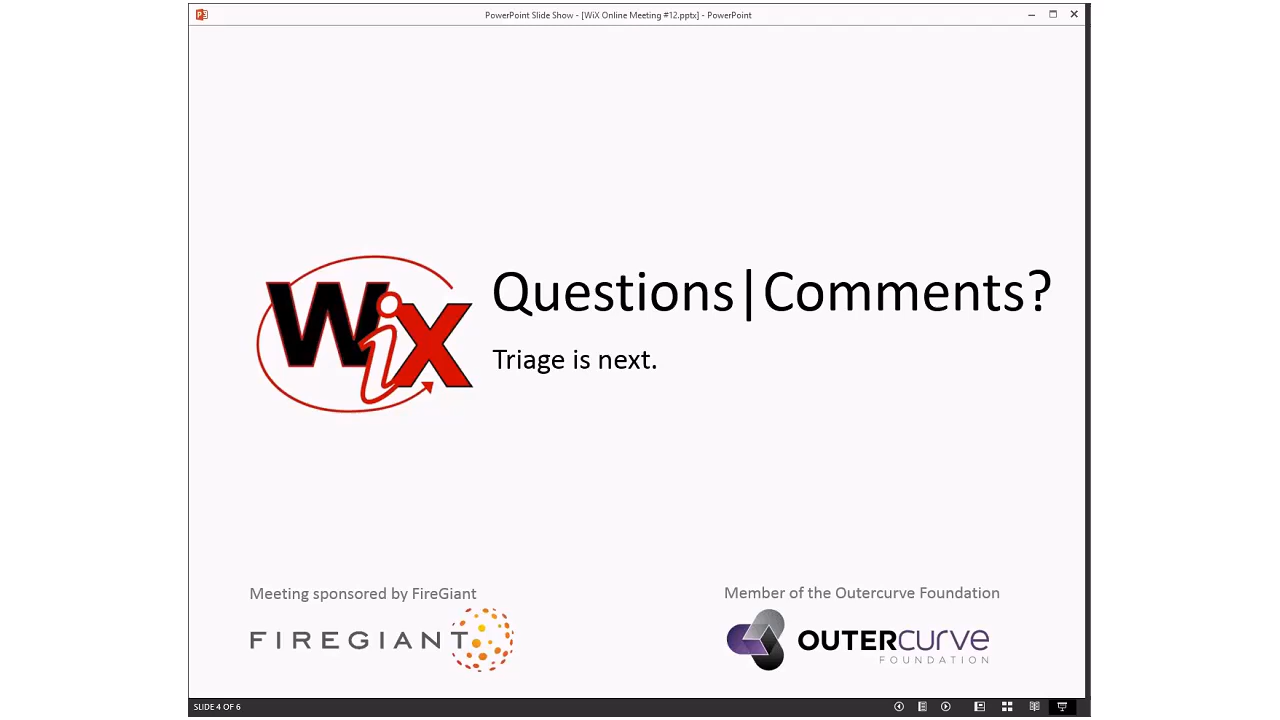 PowerPoint Slide Show - [WiX Online Meeting #12.pptx] - PowerPoint
WiX
Questions|Comments?
Triage is next.
Meeting sponsored by FireGiant
FIREGIANT
Member of the Outercurve Foundation
OUTERCURVE
FOUNDATION
SLIDE 4 OF 6